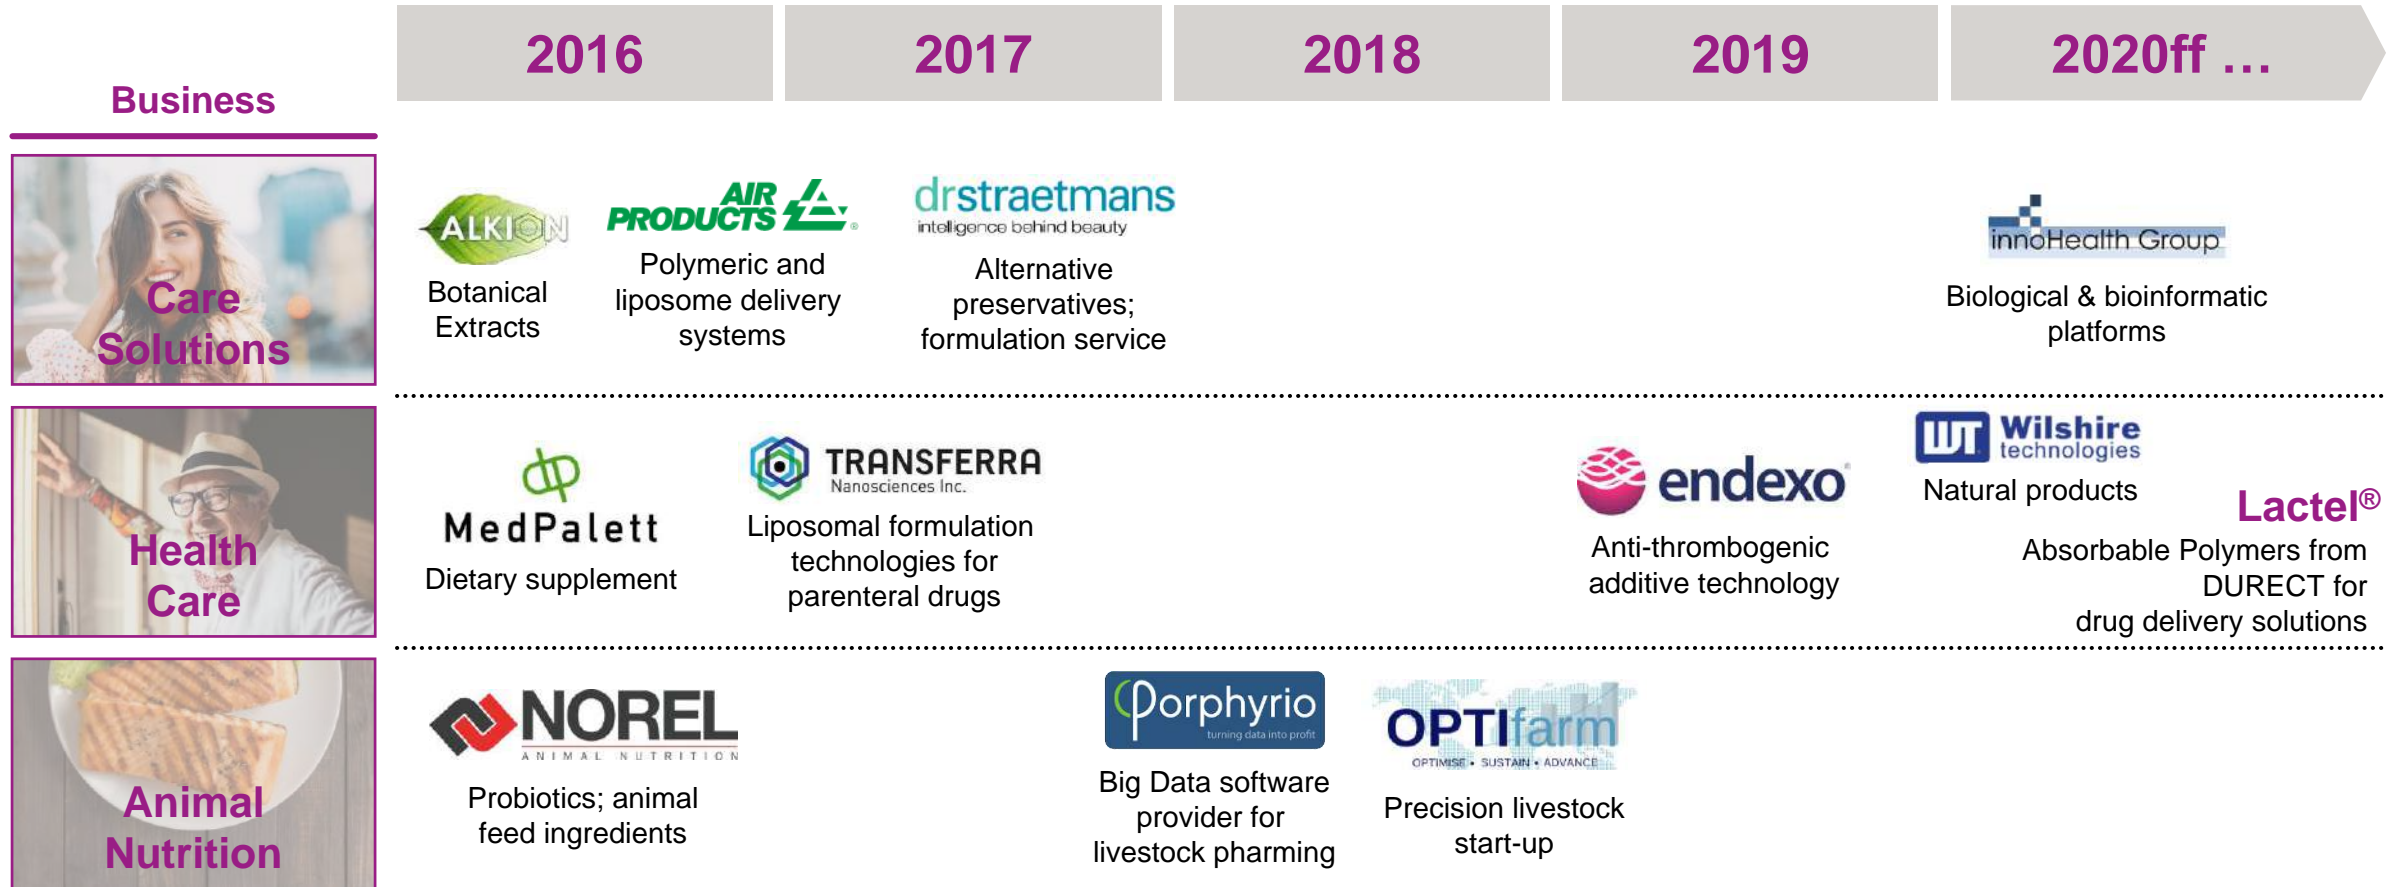 2016
2017
2018
2019
2020ff …
Business
Care
Solutions
ALKION
Botanical
Extracts
AIR
PRODUCTS
®
Polymeric and
liposome delivery
systems
drstraetmans
intelligence behind beauty
Alternative
preservatives;
formulation service
innoHealth Group
Biological & bioinformatic
platforms
Health
Care
MedPalett
Dietary supplement
TRANSFERRA
Nanosciences Inc.
Liposomal formulation
technologies for
parenteral drugs
endexo
Anti-thrombogenic
additive technology
WT Wilshire
technologies
Natural products
Lactel®
Absorbable Polymers from
DURECT for
drug delivery solutions
Animal
Nutrition
NOREL
ANIMAL NUTRITION
Probiotics; animal
feed ingredients
Porphyrio
turning data into profit
Big Data software
provider for
livestock pharming
OPTIfarm
OPTIMISE • SUSTAIN • ADVANCE
Precision livestock
start-up